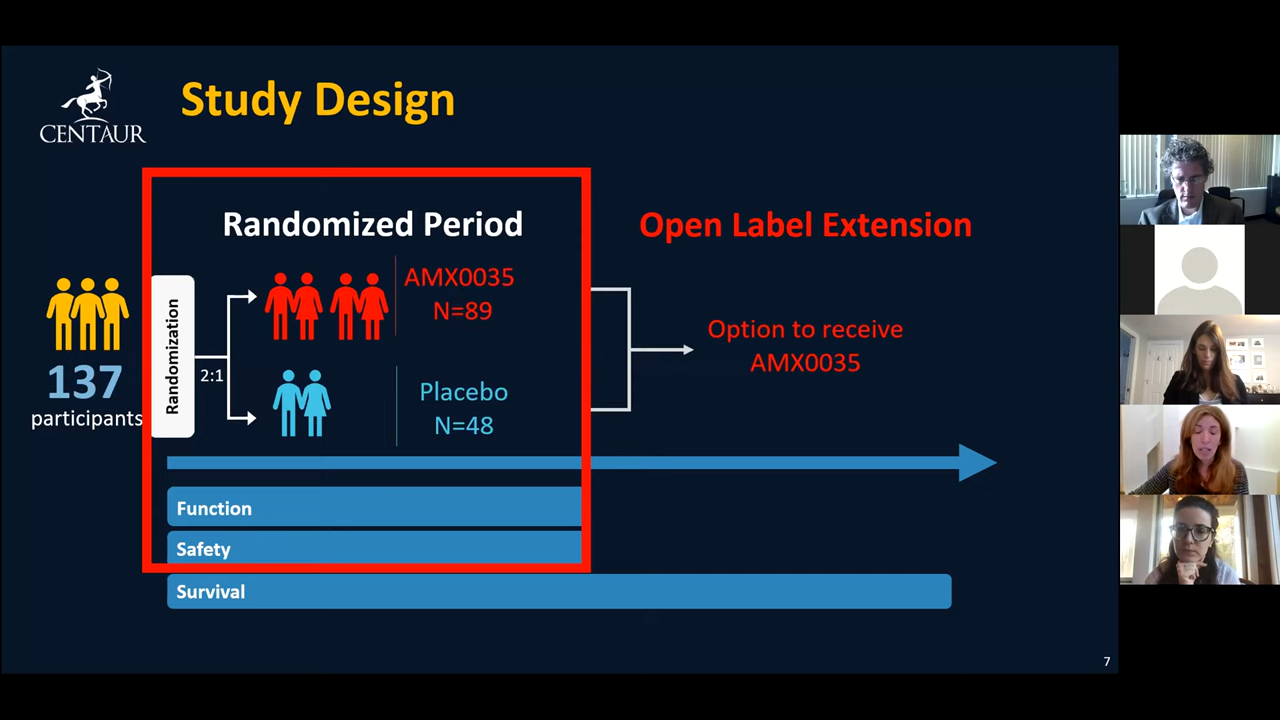 CENTAUR
Study Design
Randomized Period
Open Label Extension
137
participants
Randomization
2:1
AMX0035
N=89
Placebo
N=48
Option to receive
AMX0035
Function
Safety
Survival
7